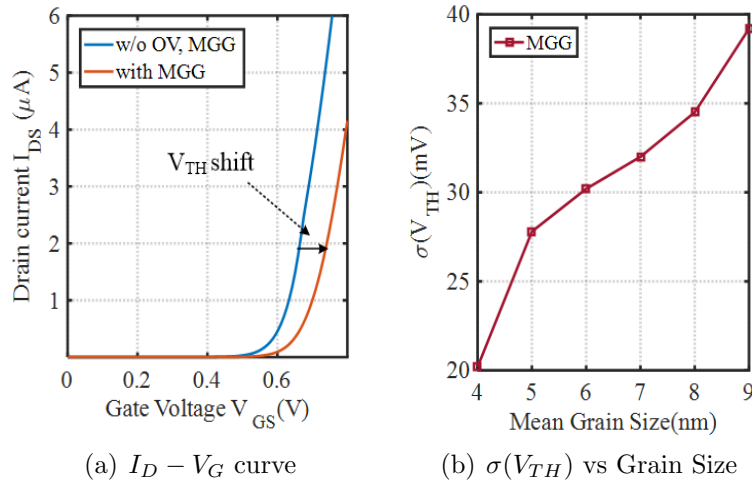 w/o OV, MGG
with MGG
V_TH shift
Drain current I_DS (μA)
6
5
4
3
2
1
0
0.2
0.4
0.6
Gate Voltage V_GS(V)
(a) I_D − V_G curve
MGG
σ(V_TH)(mV)
40
35
30
25
20
4
5
6
7
8
9
Mean Grain Size(nm)
(b) σ(V_TH) vs Grain Size